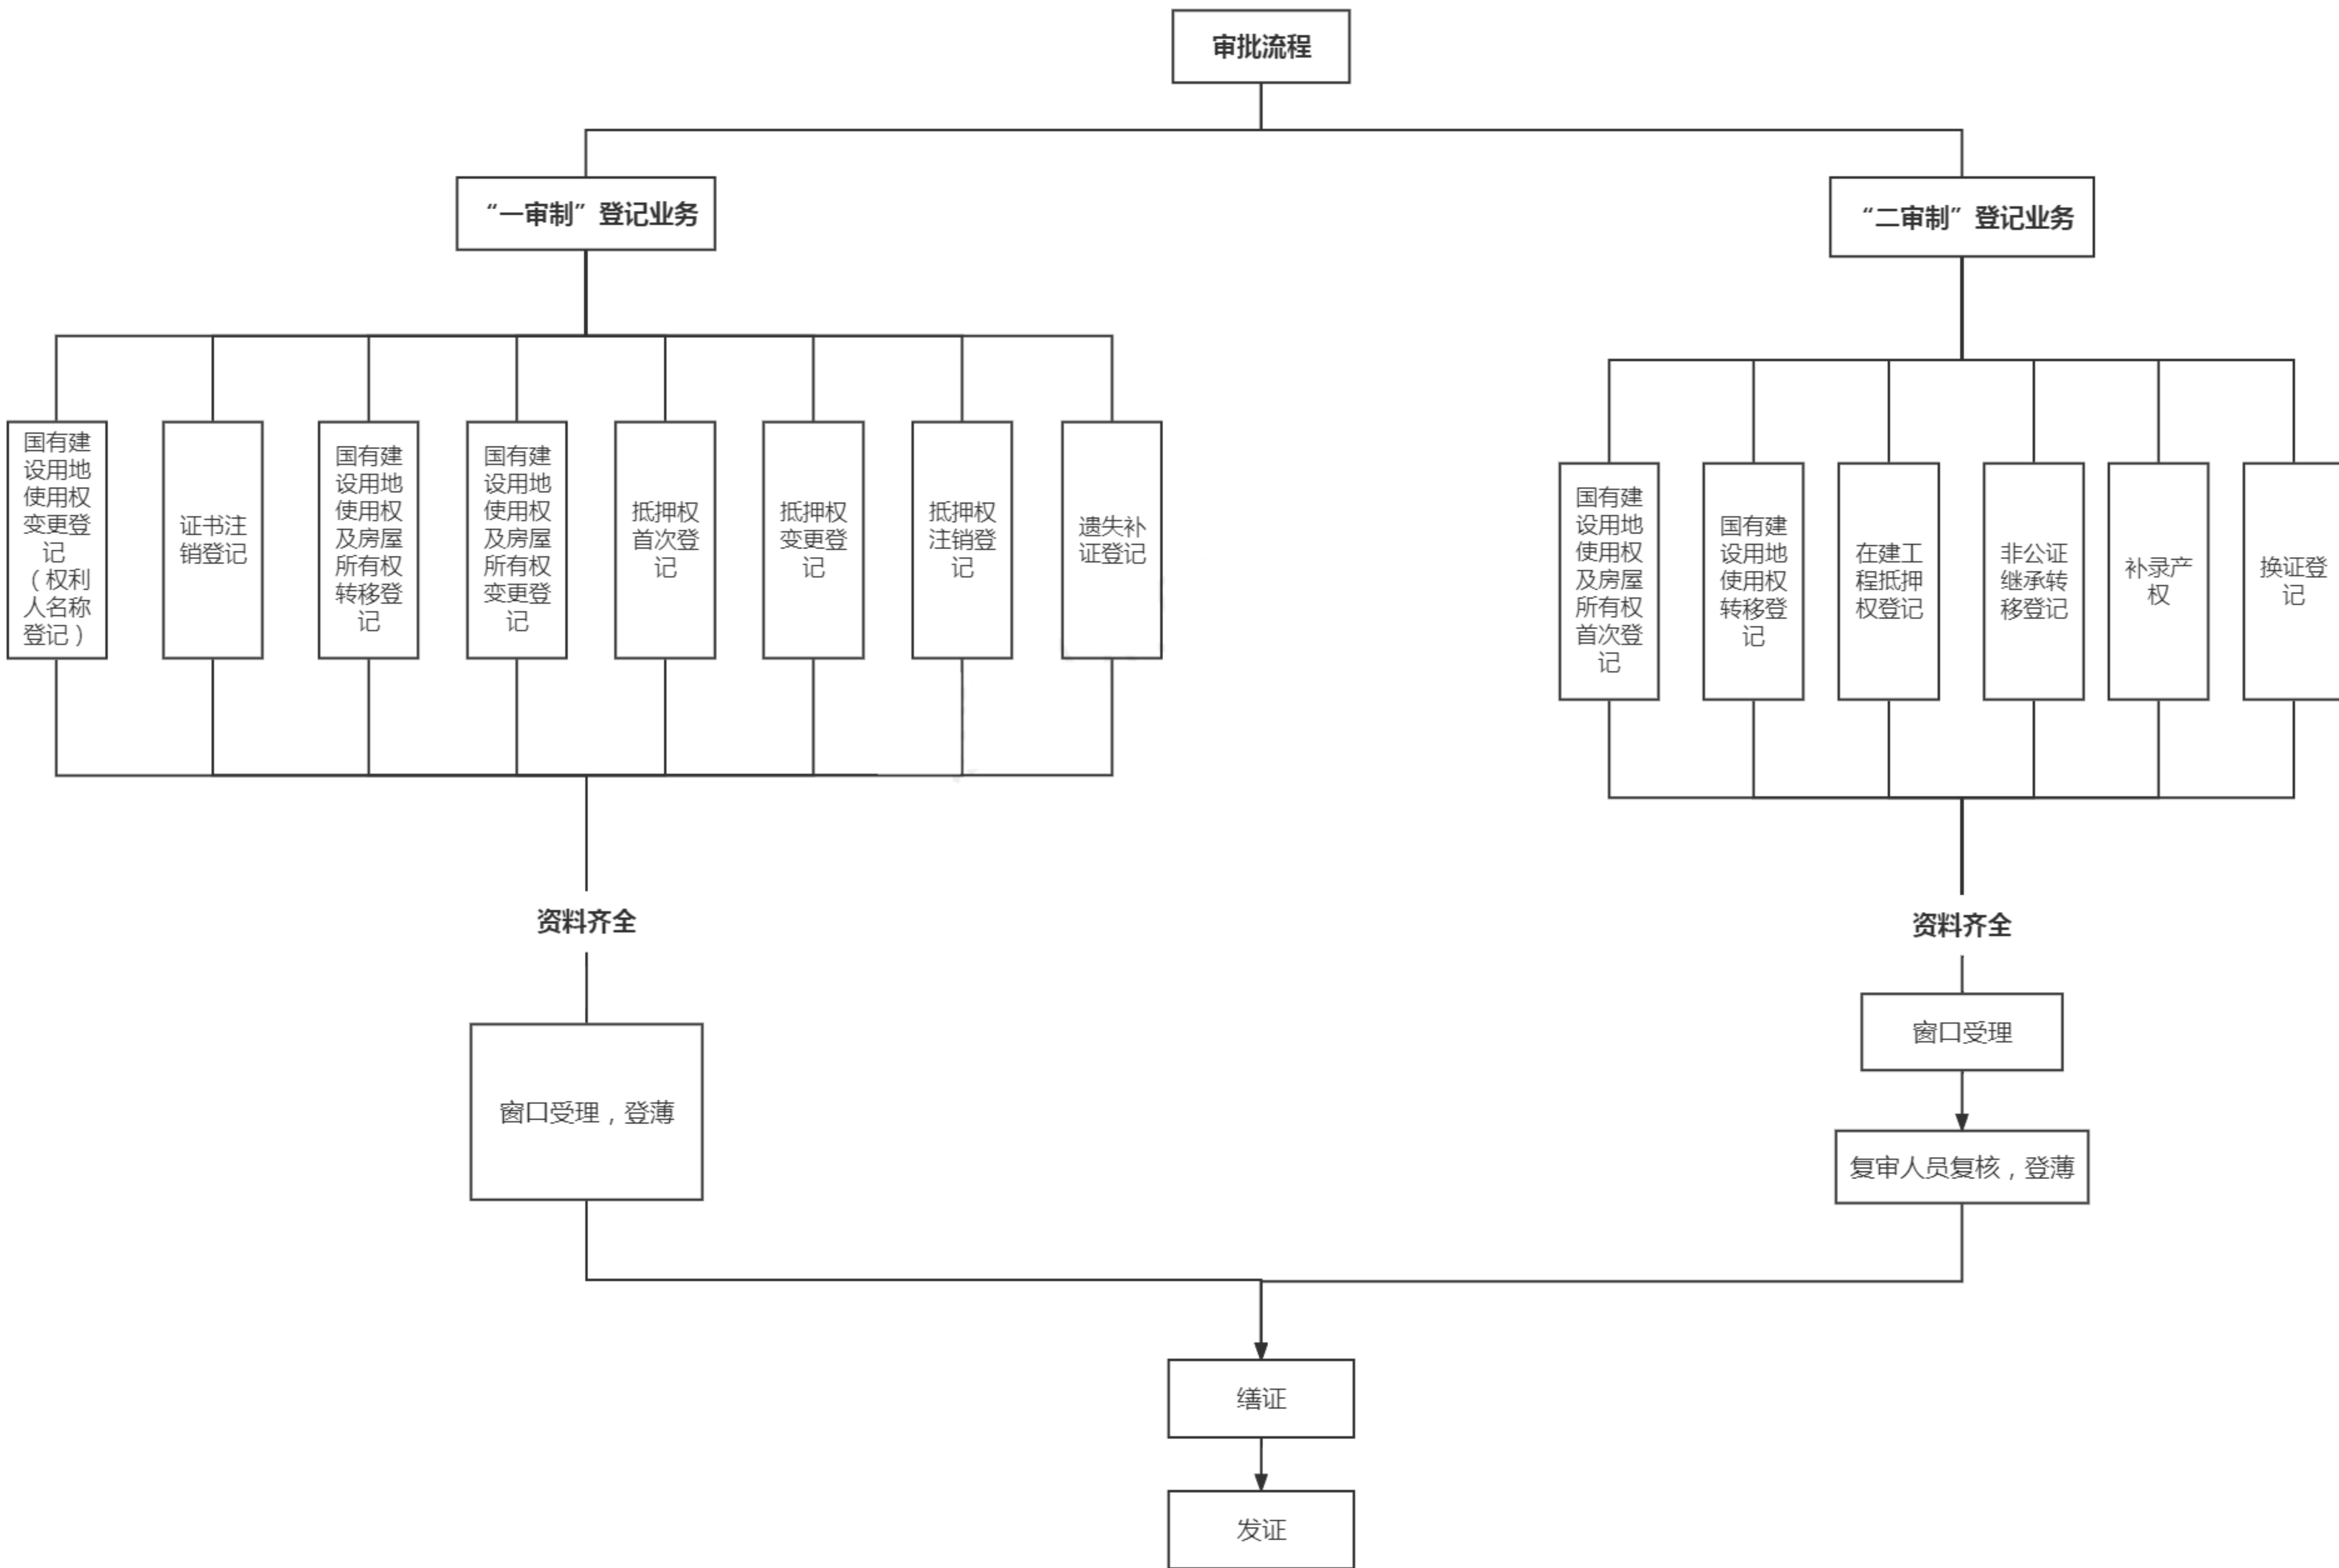 审批流程
“一审制”登记业务
“二审制”登记业务
国有建
设用地
使用权
变更登
记
（权利
人名称
登记）
证书注
销登记
国有建
设用地
使用权
及房屋
所有权
转移登
记
国有建
设用地
使用权
及房屋
所有权
变更登
记
抵押权
首次登
记
抵押权
变更登
记
抵押权
注销登
记
遗失补
证登记
国有建
设用地
使用权
及房屋
所有权
首次登
记
国有建
设用地
使用权
转移登
记
在建工
程抵押
权登记
非公证
继承转
移登记
补录产
权
换证登
记
资料齐全
资料齐全
窗口受理，登薄
窗口受理
复审人员复核，登薄
缮证
发证